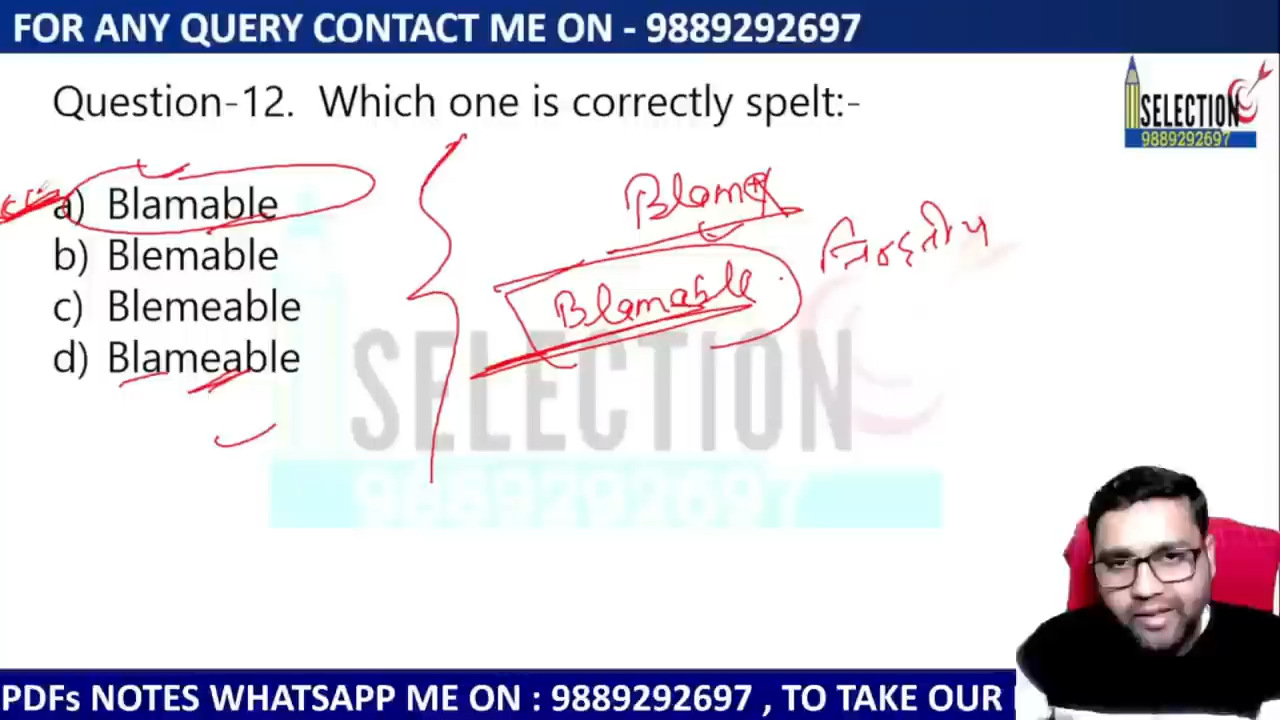 FOR ANY QUERY CONTACT ME ON - 9889292697
SELECTION
9889292697
Question-12. Which one is correctly spelt:-
a) Blamable
b) Blemable
c) Blemeable
d) Blameable
Blame
Blamable
SELECTION
9889292697
PDFs NOTES WHATSAPP ME ON : 9889292697 , TO TAKE OUR